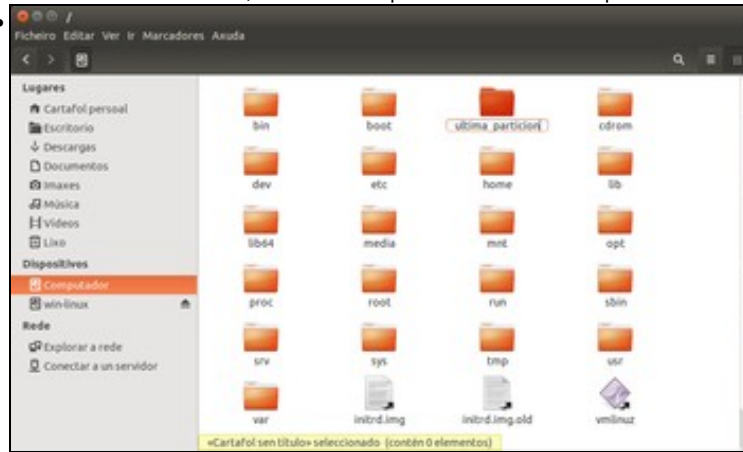 /
Ficheiro Editar Ver Ir Marcadores Axuda
Lugares
Cartafol persoal
Escritorio
Descargas
Documentos
Imaxes
Música
Vídeos
Lixo
Dispositivos
Computador
win-linux
Rede
Explorar a rede
Conectar a un servidor
bin boot ultima_particion cdrom
dev etc home lib
lib64 media mnt opt
proc root run sbin
srv sys tmp usr
var initrd.img initrd.img.old vmlinuz
«Cartafol sen título» seleccionado (contén 0 elementos)